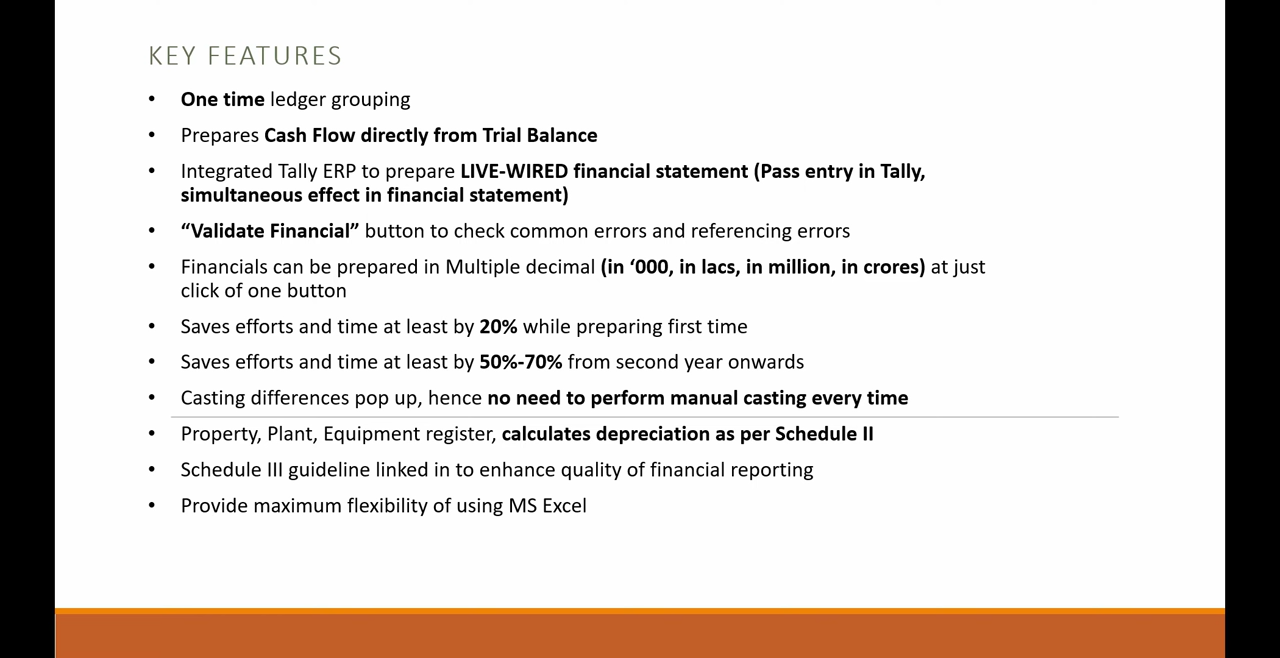 KEY FEATURES
• One time ledger grouping
• Prepares Cash Flow directly from Trial Balance
• Integrated Tally ERP to prepare LIVE-WIRED financial statement (Pass entry in Tally,
simultaneous effect in financial statement)
• “Validate Financial” button to check common errors and referencing errors
• Financials can be prepared in Multiple decimal (in ‘000, in lacs, in million, in crores) at just
click of one button
• Saves efforts and time at least by 20% while preparing first time
• Saves efforts and time at least by 50%-70% from second year onwards
• Casting differences pop up, hence no need to perform manual casting every time
• Property, Plant, Equipment register, calculates depreciation as per Schedule II
• Schedule III guideline linked in to enhance quality of financial reporting
• Provide maximum flexibility of using MS Excel